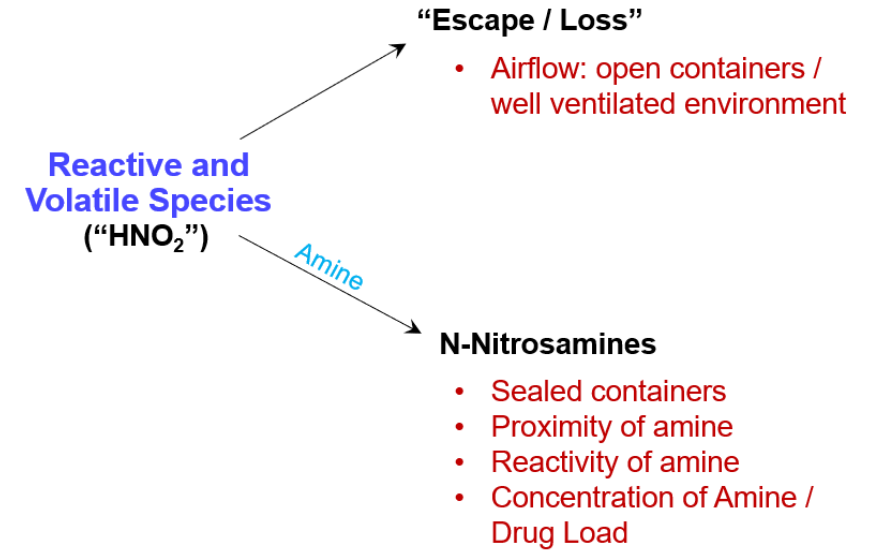 “Escape / Loss”
• Airflow: open containers /
well ventilated environment
Reactive and
Volatile Species
(“HNO₂”)
Amine
N-Nitrosamines
• Sealed containers
• Proximity of amine
• Reactivity of amine
• Concentration of Amine /
Drug Load